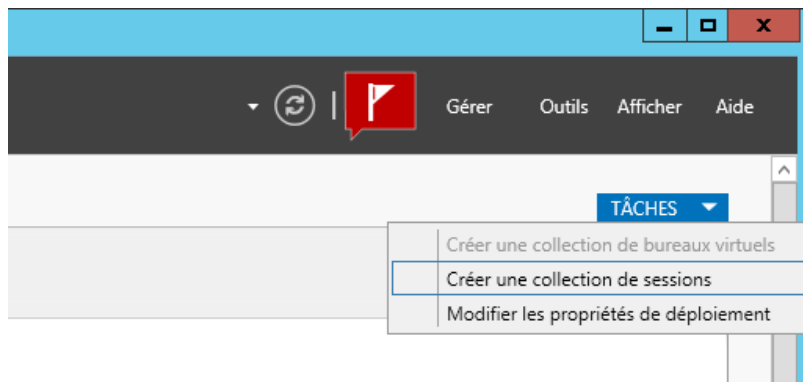 Gérer Outils Afficher Aide
TÂCHES
Créer une collection de bureaux virtuels
Créer une collection de sessions
Modifier les propriétés de déploiement